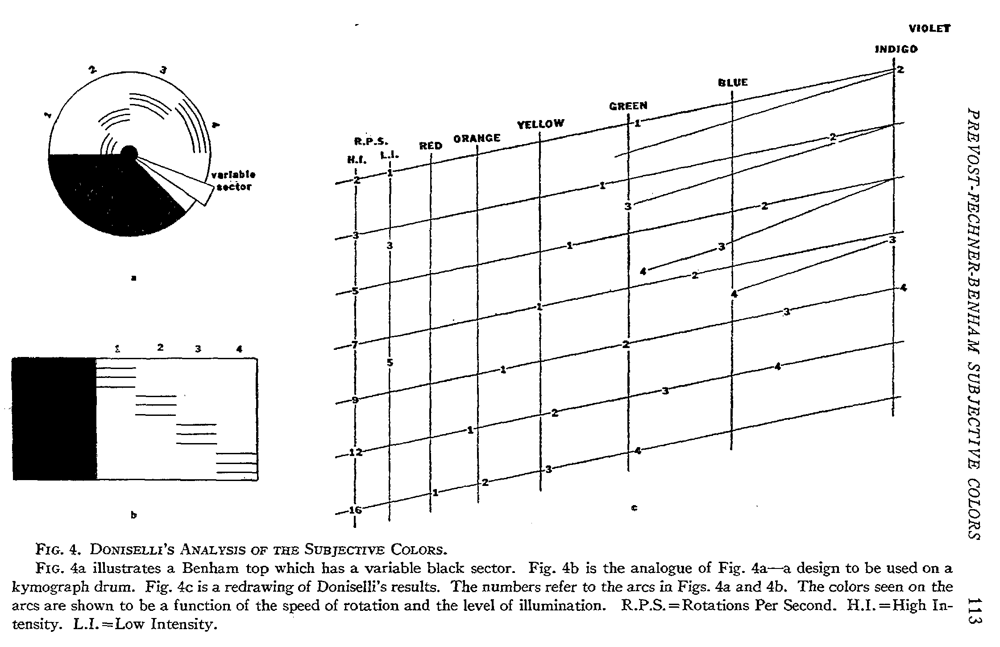 VIOLET
INDIGO
BLUE
GREEN
YELLOW
ORANGE
RED
R.P.S.
H.I. L.I.
2 1 1 2
3 1 2
3
5 3 1 2
3
4
7 1 2 3
4
5
9 1 2 3 4
12 1 2 3 4
16 1 2 3 4
c
1 2 3 4
variable
sector
a
1 2 3 4
b
FIG. 4. DONISELLI'S ANALYSIS OF THE SUBJECTIVE COLORS.
FIG. 4a illustrates a Benham top which has a variable black sector. Fig. 4b is the analogue of Fig. 4a—a design to be used on a
kymograph drum. Fig. 4c is a redrawing of Doniselli's results. The numbers refer to the arcs in Figs. 4a and 4b. The colors seen on the
arcs are shown to be a function of the speed of rotation and the level of illumination. R.P.S.=Rotations Per Second. H.I.=High In-
tensity. L.I.=Low Intensity.
PREVOST-FECHNER-BENHAM SUBJECTIVE COLORS 113